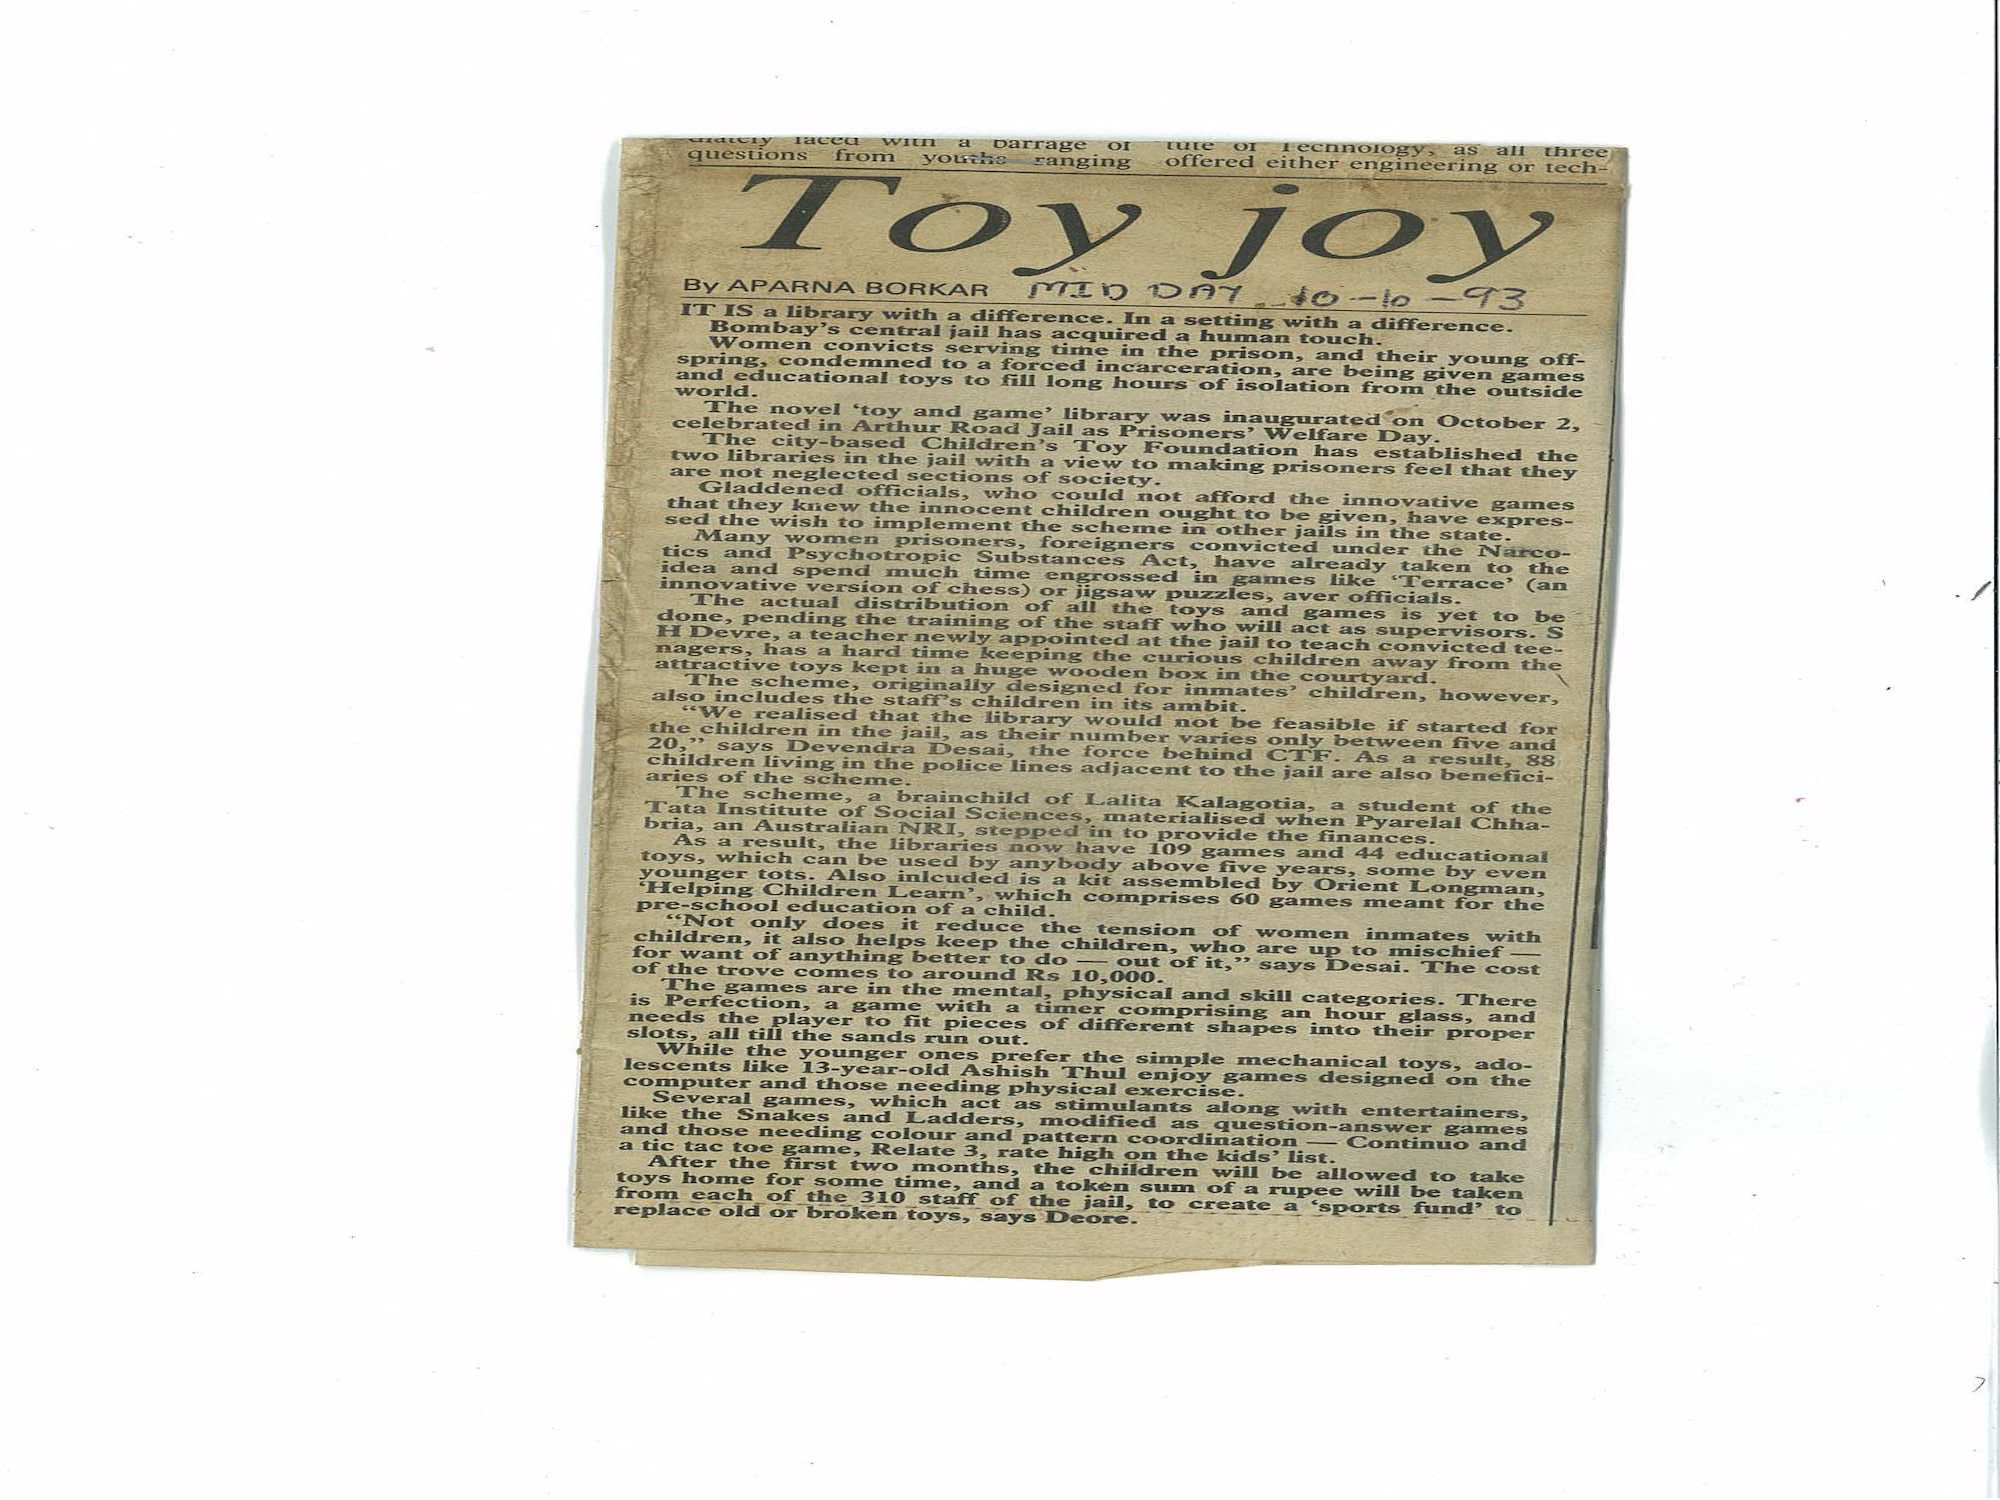 diately faced with a barrage of
questions from youths ranging
tute of Technology, as all three
offered either engineering or tech-
Toy joy
By APARNA BORKAR MID DAY 10-10-93
IT IS a library with a difference. In a setting with a difference.
Bombay's central jail has acquired a human touch.
Women convicts serving time in the prison, and their young off-
spring, condemned to a forced incarceration, are being given games
and educational toys to fill long hours of isolation from the outside
world.
The novel 'toy and game' library was inaugurated on October 2,
celebrated in Arthur Road Jail as Prisoners' Welfare Day.
The city-based Children's Toy Foundation has established the
two libraries in the jail with a view to making prisoners feel that they
are not neglected sections of society.
Gladdened officials, who could not afford the innovative games
that they knew the innocent children ought to be given, have expres-
sed the wish to implement the scheme in other jails in the state.
Many women prisoners, foreigners convicted under the Narco-
tics and Psychotropic Substances Act, have already taken to the
idea and spend much time engrossed in games like 'Terrace' (an
innovative version of chess) or jigsaw puzzles, aver officials.
The actual distribution of all the toys and games is yet to be
done, pending the training of the staff who will act as supervisors. S
H Devre, a teacher newly appointed at the jail to teach convicted tee-
nagers, has a hard time keeping the curious children away from the
attractive toys kept in a huge wooden box in the courtyard.
The scheme, originally designed for inmates' children, however,
also includes the staff's children in its ambit.
"We realised that the library would not be feasible if started for
the children in the jail, as their number varies only between five and
20," says Devendra Desai, the force behind CTF. As a result, 88
children living in the police lines adjacent to the jail are also benefici-
aries of the scheme.
The scheme, a brainchild of Lalita Kalagotia, a student of the
Tata Institute of Social Sciences, materialised when Pyarelal Chha-
bria, an Australian NRI, stepped in to provide the finances.
As a result, the libraries now have 109 games and 44 educational
toys, which can be used by anybody above five years, some by even
younger tots. Also inlcuded is a kit assembled by Orient Longman,
'Helping Children Learn', which comprises 60 games meant for the
pre-school education of a child.
"Not only does it reduce the tension of women inmates with
children, it also helps keep the children, who are up to mischief —
for want of anything better to do — out of it," says Desai. The cost
of the trove comes to around Rs 10,000.
The games are in the mental, physical and skill categories. There
is Perfection, a game with a timer comprising an hour glass, and
needs the player to fit pieces of different shapes into their proper
slots, all till the sands run out.
While the younger ones prefer the simple mechanical toys, ado-
lescents like 13-year-old Ashish Thul enjoy games designed on the
computer and those needing physical exercise.
Several games, which act as stimulants along with entertainers,
like the Snakes and Ladders, modified as question-answer games
and those needing colour and pattern coordination — Continuo and
a tic tac toe game, Relate 3, rate high on the kids' list.
After the first two months, the children will be allowed to take
toys home for some time, and a token sum of a rupee will be taken
from each of the 310 staff of the jail, to create a 'sports fund' to
replace old or broken toys, says Deore.